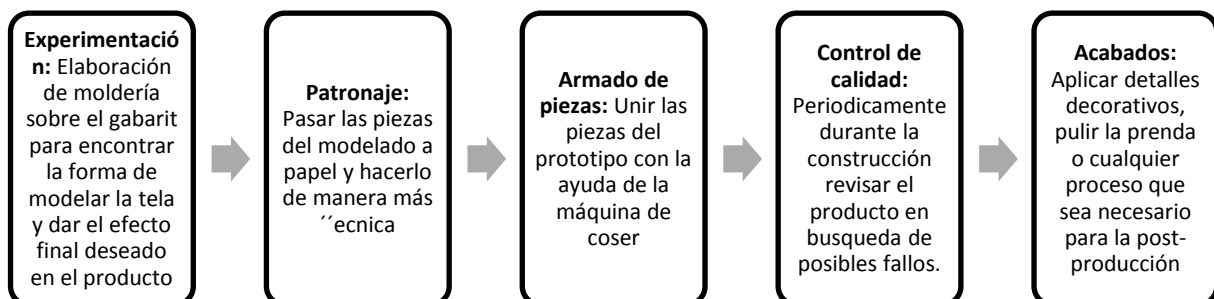 Experimentació
n: Elaboración
de moldería
sobre el gabarit
para encontrar
la forma de
modelar la tela
y dar el efecto
final deseado
en el producto
Patronaje:
Pasar las piezas
del modelado a
papel y hacerlo
de manera más
´´ecnica
Armado de
piezas: Unir las
piezas del
prototipo con la
ayuda de la
máquina de
coser
Control de
calidad:
Periodicamente
durante la
construcción
revisar el
producto en
busqueda de
posibles fallos.
Acabados:
Aplicar detalles
decorativos,
pulir la prenda
o cualquier
proceso que
sea necesario
para la post-
producción